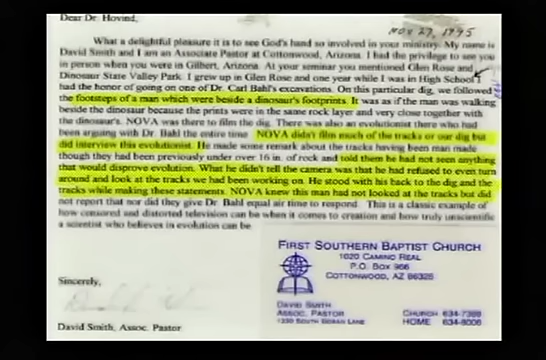 Dear Dr. Hovind,
Nov 27, 1995
What a delightful pleasure it is to see God's hand so involved in your ministry. My name is
David Smith and I am an Associate Pastor at Cottonwood, Arizona. I had the privilege to see you
in person when you were in Gilbert, Arizona. At your seminary you mentioned Glen Rose and
Dinosaur State Valley Park. I grew up in Glen Rose and one year while I was in High School I
had the honor of going on one of Dr. Carl Bahl's excavations. On this particular dig, we followed
the footsteps of a man which were beside a dinosaur's footprints. It was as if the man was walking
beside the dinosaur because the prints were in the same rock layer and very close together with
the dinosaur's. NOVA was there to film the dig. There was also an evolutionist there who had
been arguing with Dr. Bahl the entire time. NOVA didn't film much of the tracks or our dig but
did interview this evolutionist. He made some remark about the tracks having been man made
though they had been previously under over 16 in. of rock and told them he had not seen anything
that would disprove evolution. What he didn't tell the camera was that he had refused to even turn
around and look at the tracks we had been working on. He stood with his back to the dig and the
tracks while making these statements. NOVA knew this man had not looked at the tracks but did
not report that nor did they give Dr. Bahl equal air time to respond. This is a classic example of
how censored and distorted television can be when it comes to creation and how truly unscientific
a scientist who believes in evolution can be
Sincerely,
David Smith, Assoc. Pastor
FIRST SOUTHERN BAPTIST CHURCH
1020 CAMINO REAL
P.O. BOX 966
COTTONWOOD, AZ 86326
DAVID SMITH
ASSOC. PASTOR
CHURCH 634-7388
HOME 634-8006